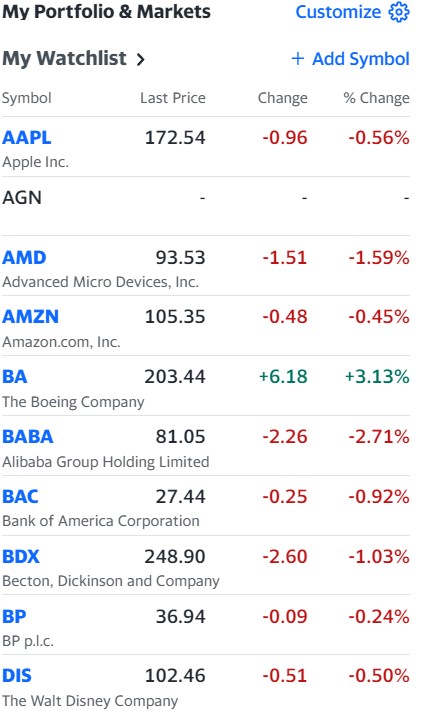 My Portfolio & Markets Customize
My Watchlist > + Add Symbol
Symbol Last Price Change % Change
AAPL 172.54 -0.96 -0.56%
Apple Inc.
AGN - - -
AMD 93.53 -1.51 -1.59%
Advanced Micro Devices, Inc.
AMZN 105.35 -0.48 -0.45%
Amazon.com, Inc.
BA 203.44 +6.18 +3.13%
The Boeing Company
BABA 81.05 -2.26 -2.71%
Alibaba Group Holding Limited
BAC 27.44 -0.25 -0.92%
Bank of America Corporation
BDX 248.90 -2.60 -1.03%
Becton, Dickinson and Company
BP 36.94 -0.09 -0.24%
BP p.l.c.
DIS 102.46 -0.51 -0.50%
The Walt Disney Company